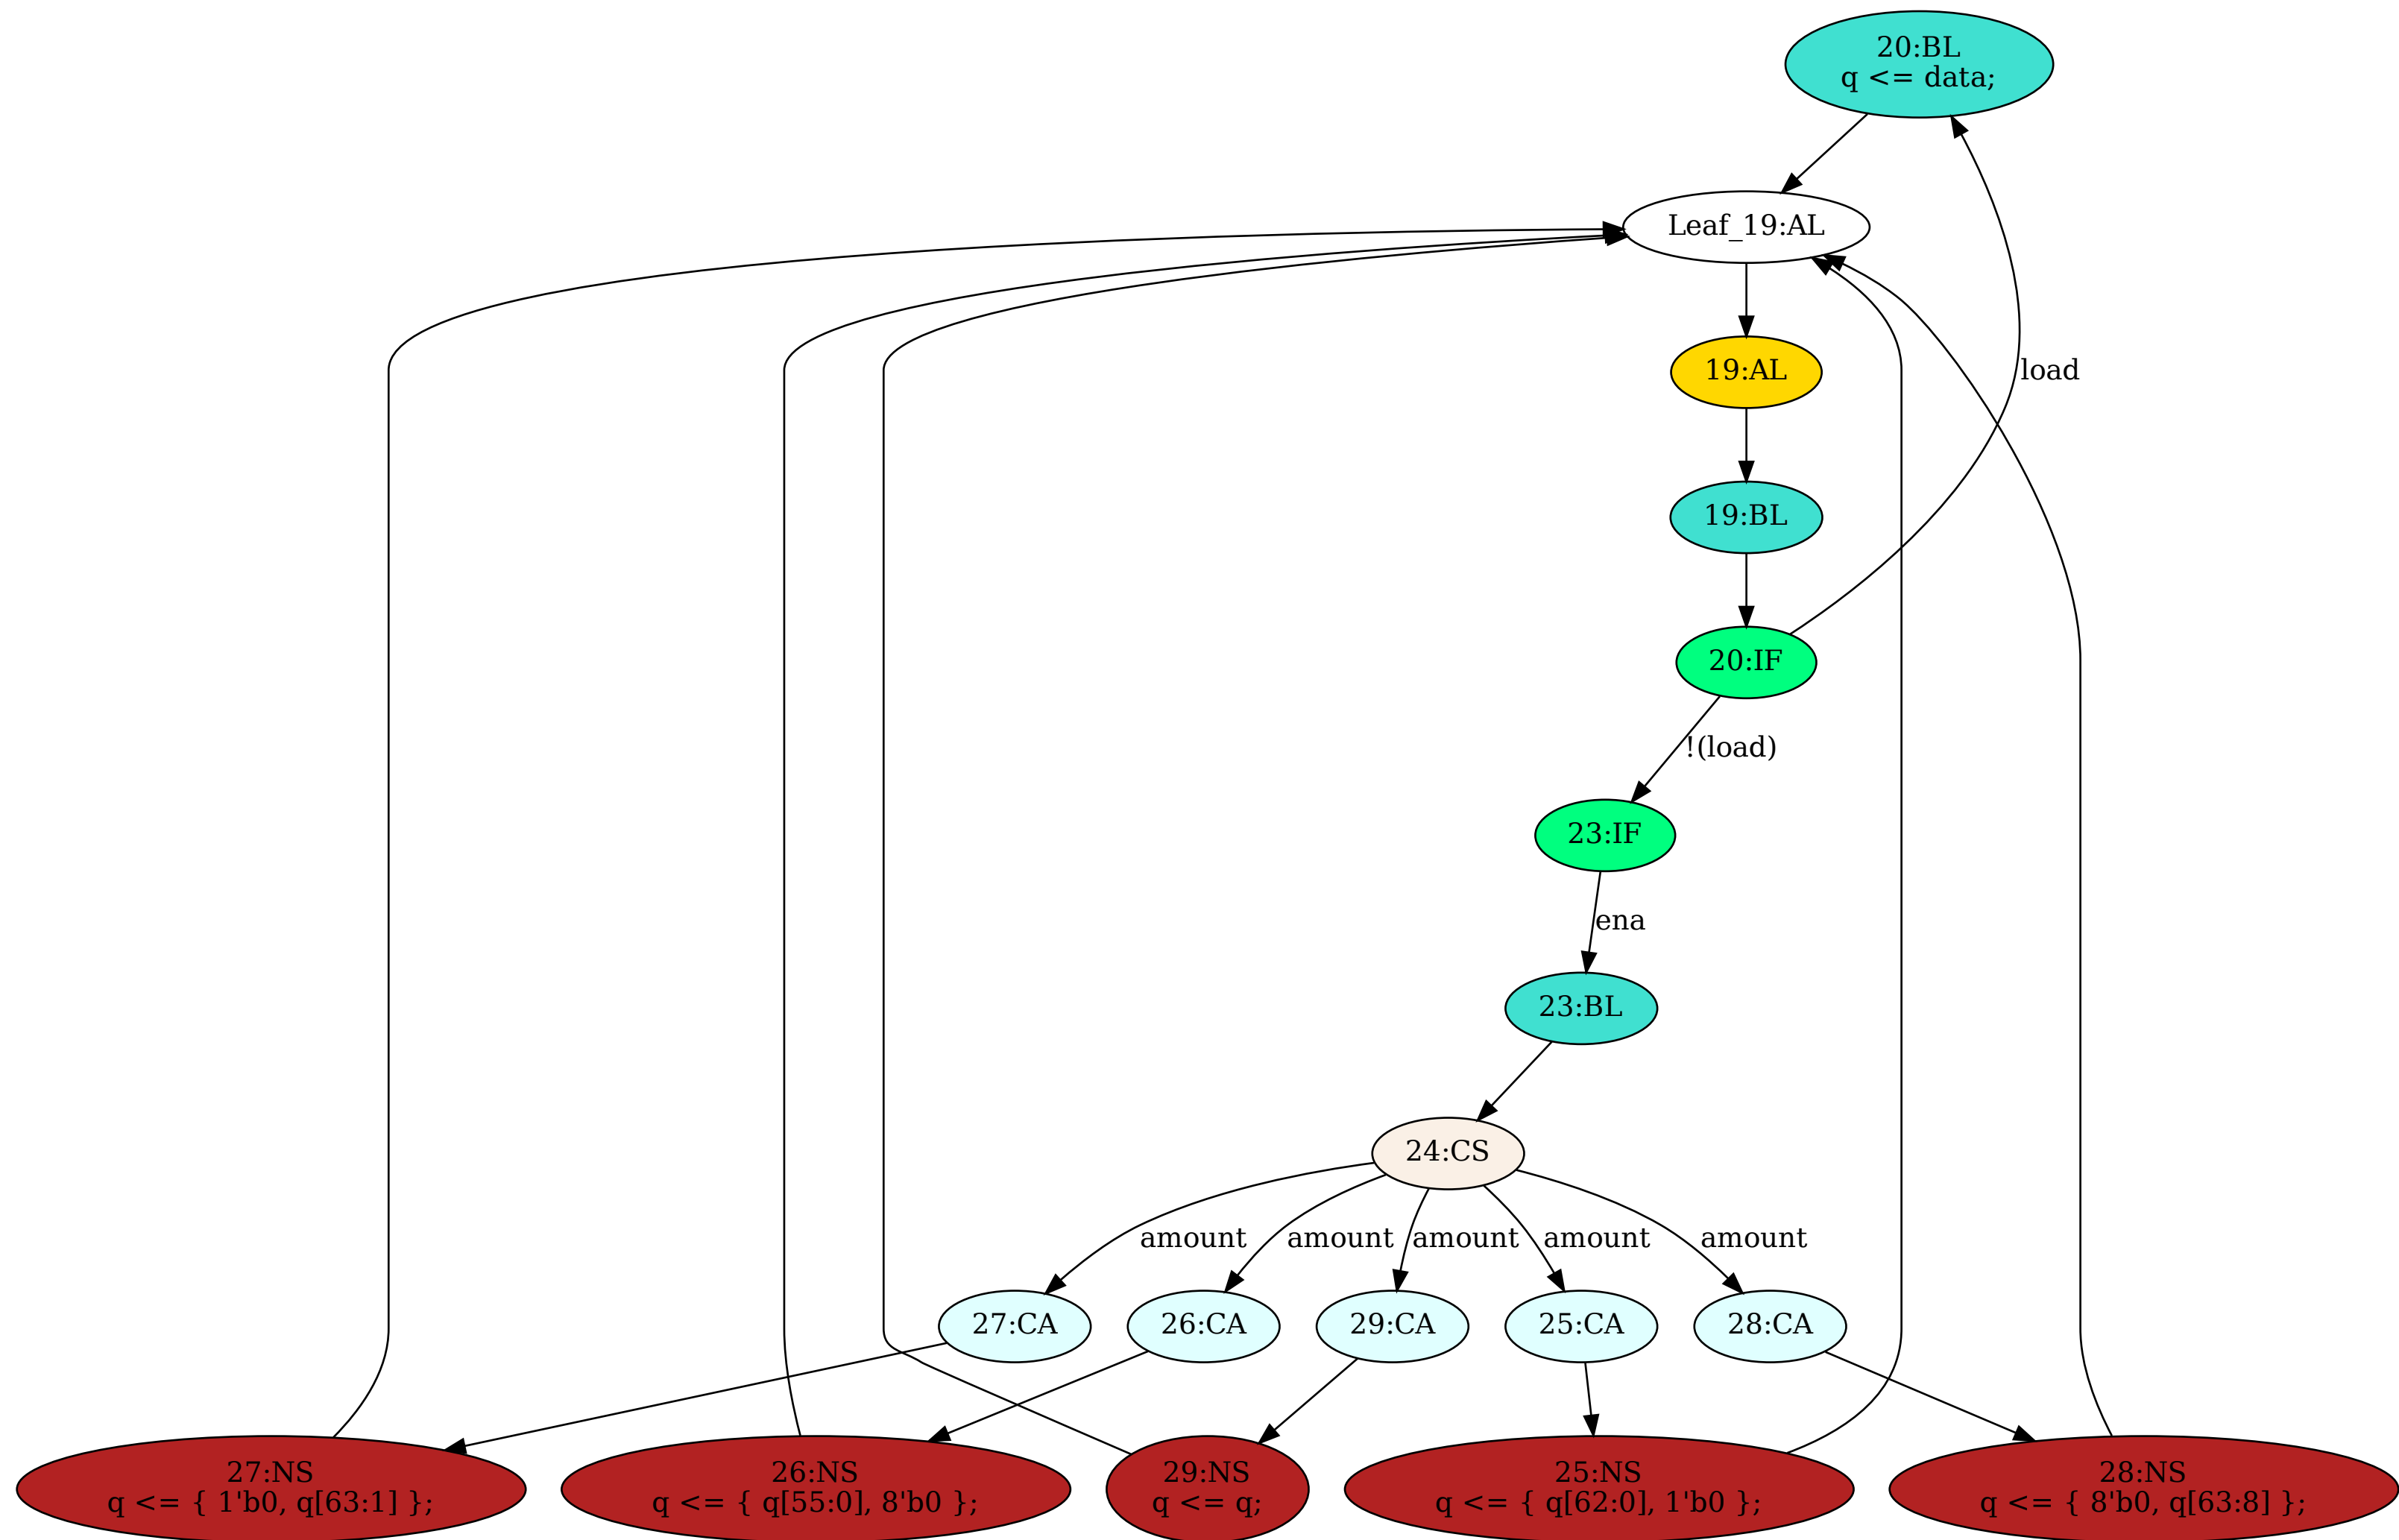 20:BL
q <= data;
Leaf_19:AL
19:AL
load
19:BL
20:IF
!(load)
23:IF
ena
23:BL
24:CS
amount
amount
amount
amount
amount
27:CA
26:CA
29:CA
25:CA
28:CA
27:NS
q <= { 1'b0, q[63:1] };
26:NS
q <= { q[55:0], 8'b0 };
29:NS
q <= q;
25:NS
q <= { q[62:0], 1'b0 };
28:NS
q <= { 8'b0, q[63:8] };